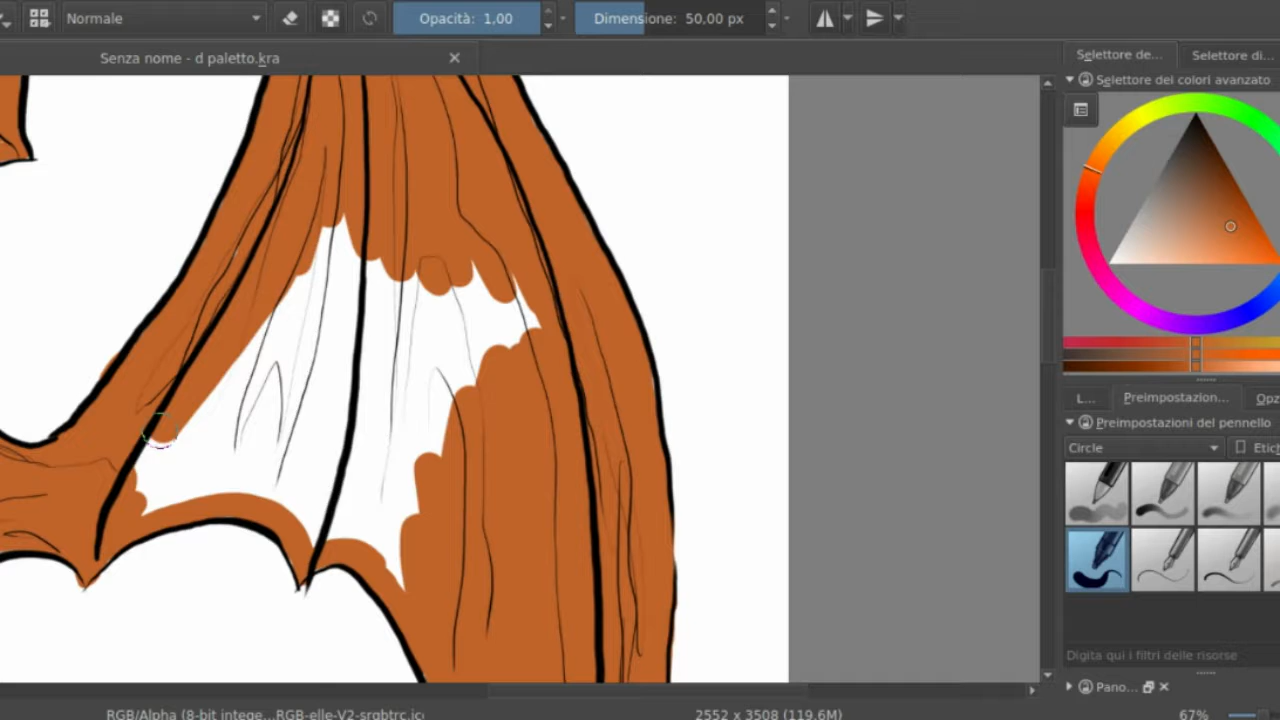 Normale
Opacità: 1,00
Dimensione: 50,00 px
Senza nome - d paletto.kra
Selettore de...
Selettore di...
Selettore dei colori avanzato
L...
Preimpostazion...
Opz
Preimpostazioni del pennello
Circle
Etic
Digita qui i filtri delle risorse
Pano...
RGB/Alpha (8-bit intege...RGB-elle-V2-srgbtrc.icc
2552 x 3508 (119,6M)
67%